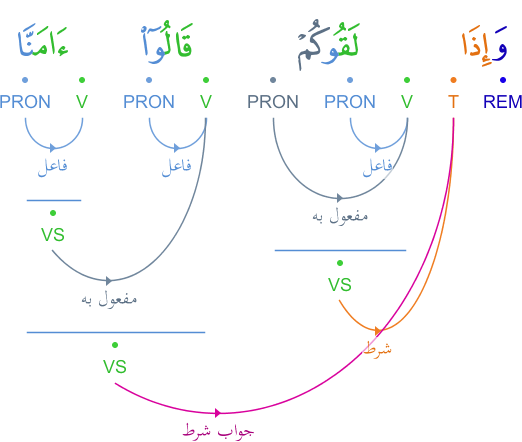 وَإِذَا لَقُوكُمۡ قَالُوٓاْ ءَامَنَّا
REM T V PRON PRON V PRON V PRON
فاعل فاعل فاعل
مفعول به
VS
VS
مفعول به
شرط
VS
جواب شرط